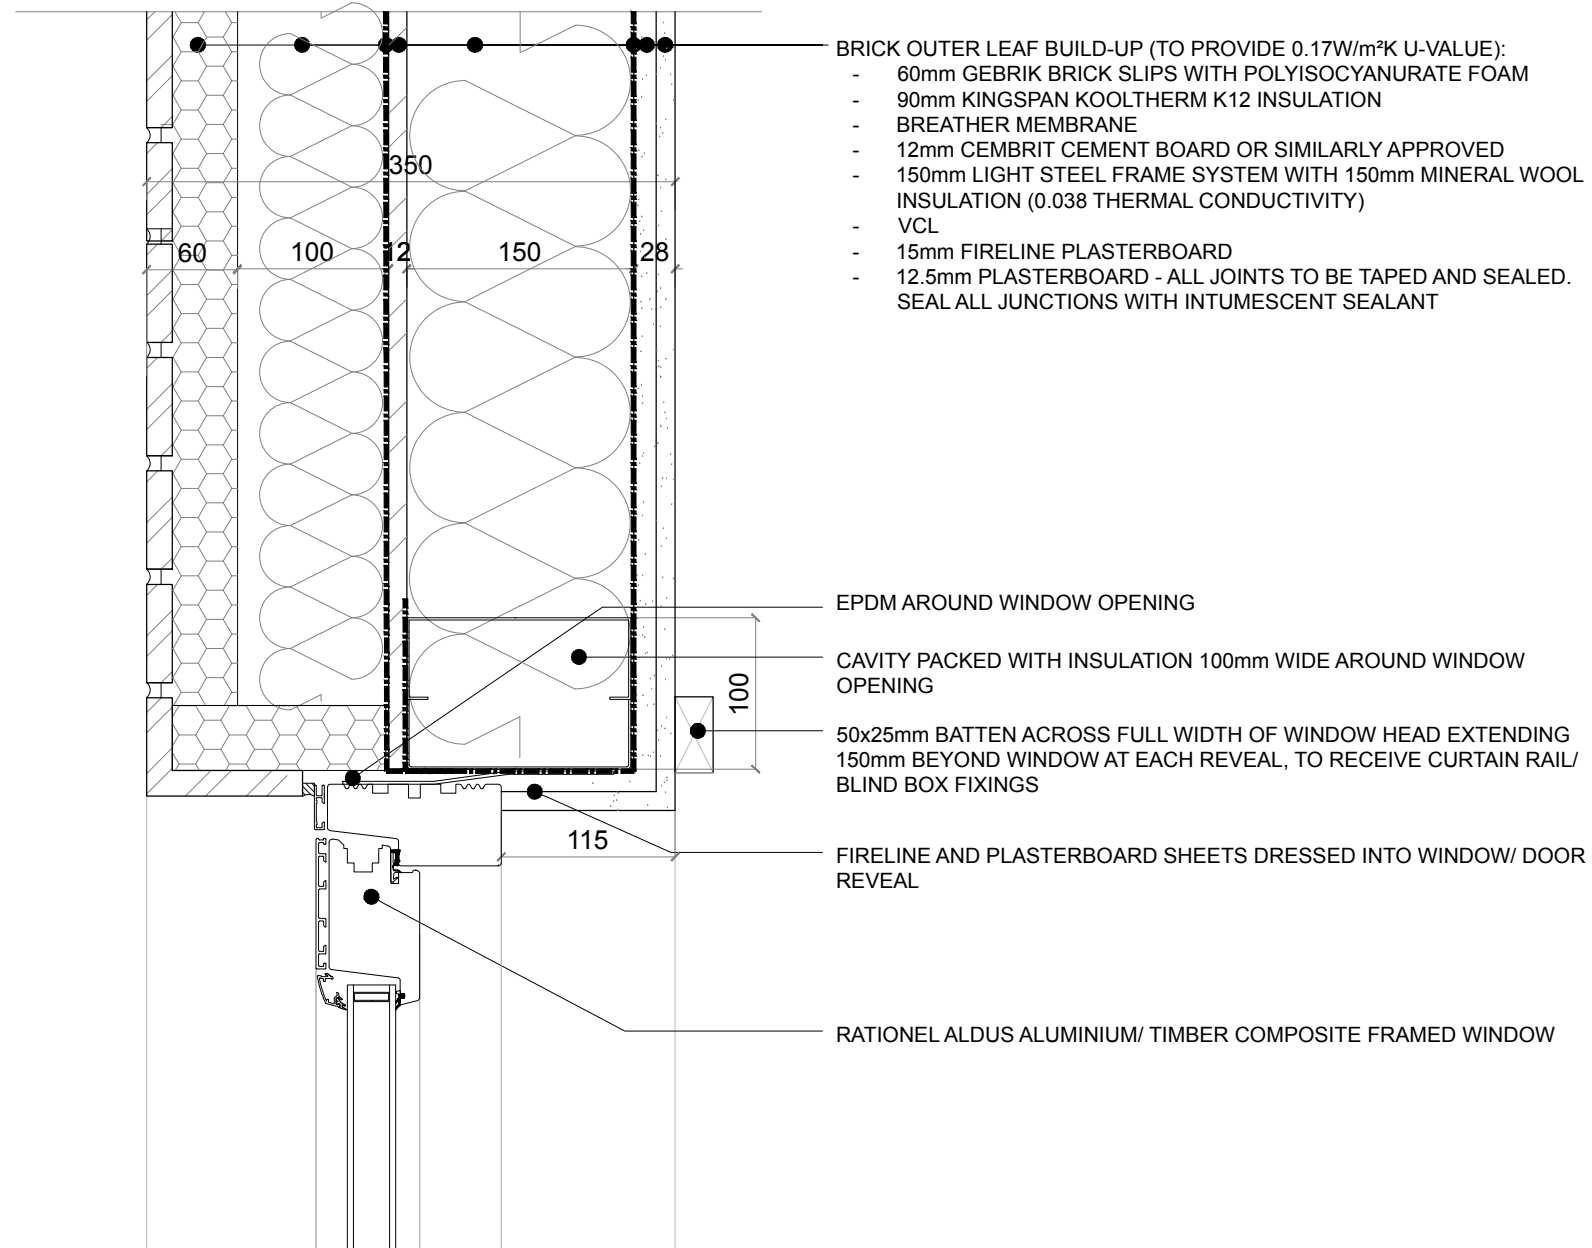 BRICK OUTER LEAF BUILD-UP (TO PROVIDE 0.17W/m²K U-VALUE):
- 60mm GEBRIK BRICK SLIPS WITH POLYISOCYANURATE FOAM
- 90mm KINGSPAN KOOLTHERM K12 INSULATION
- BREATHER MEMBRANE
- 12mm CEMBRIT CEMENT BOARD OR SIMILARLY APPROVED
- 150mm LIGHT STEEL FRAME SYSTEM WITH 150mm MINERAL WOOL
INSULATION (0.038 THERMAL CONDUCTIVITY)
- VCL
- 15mm FIRELINE PLASTERBOARD
- 12.5mm PLASTERBOARD - ALL JOINTS TO BE TAPED AND SEALED.
SEAL ALL JUNCTIONS WITH INTUMESCENT SEALANT
350
60 100 12 150 28
EPDM AROUND WINDOW OPENING
CAVITY PACKED WITH INSULATION 100mm WIDE AROUND WINDOW
OPENING
100
50x25mm BATTEN ACROSS FULL WIDTH OF WINDOW HEAD EXTENDING
150mm BEYOND WINDOW AT EACH REVEAL, TO RECEIVE CURTAIN RAIL/
BLIND BOX FIXINGS
115
FIRELINE AND PLASTERBOARD SHEETS DRESSED INTO WINDOW/ DOOR
REVEAL
RATIONEL ALDUS ALUMINIUM/ TIMBER COMPOSITE FRAMED WINDOW